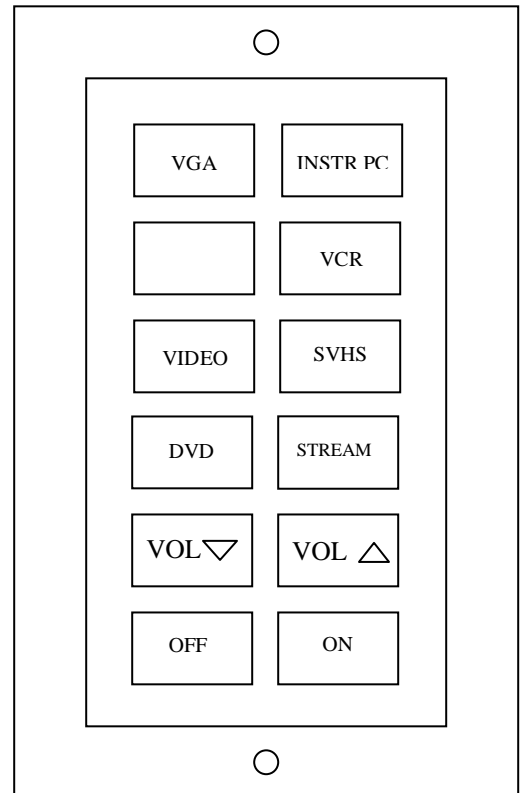 VGA INSTR PC
VCR
VIDEO SVHS
DVD STREAM
VOL VOL
OFF ON